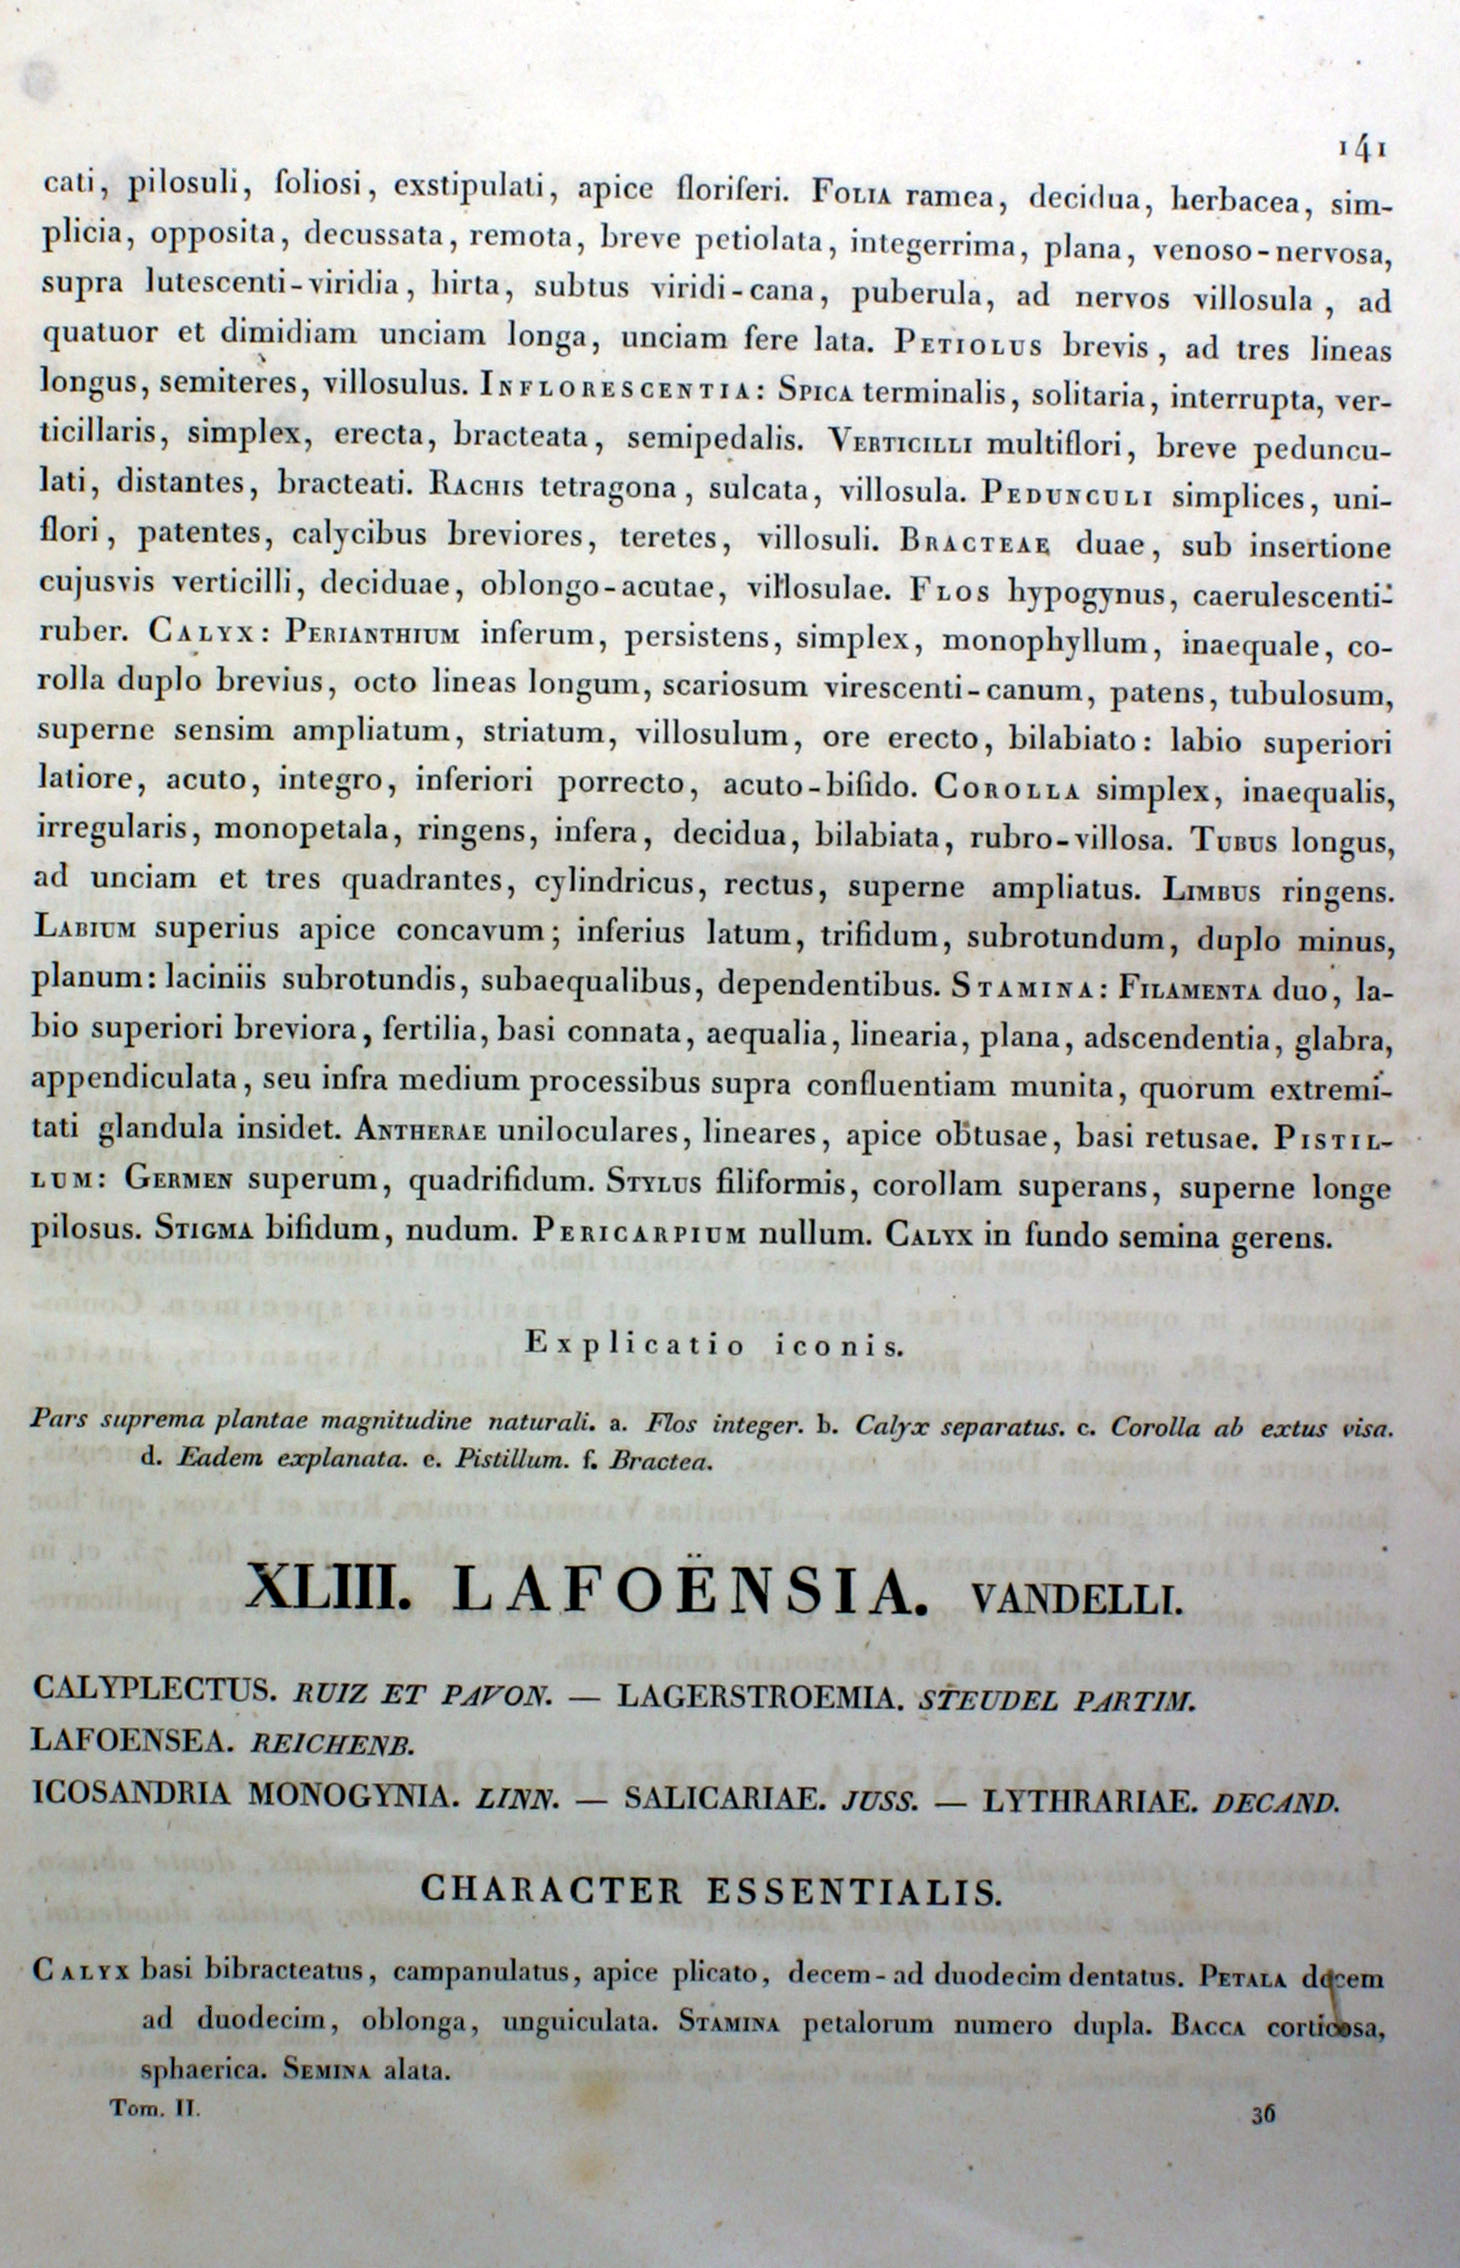 141
cati, pilosuli, foliosi, exstipulati, apice floriferi. FOLIA ramea, decidua, herbacea, sim-
plicia, opposita, decussata, remota, breve petiolata, integerrima, plana, venoso-nervosa,
supra lutescenti-viridia, hirta, subtus viridi-cana, puberula, ad nervos villosula, ad
quatuor et dimidiam unciam longa, unciam fere lata. PETIOLUS brevis, ad tres lineas
longus, semiteres, villosulus. INFLORESCENTIA: SPICA terminalis, solitaria, interrupta, ver-
ticillaris, simplex, erecta, bracteata, semipedalis. VERTICILLI multiflori, breve peduncu-
lati, distantes, bracteati. RACHIS tetragona, sulcata, villosula. PEDUNCULI simplices, uni-
flori, patentes, calycibus breviores, teretes, villosuli. BRACTEAE duae, sub insertione
cujusvis verticilli, deciduae, oblongo-acutae, villosulae. FLOS hypogynus, caerulescenti-
ruber. CALYX: PERIANTHIUM inferum, persistens, simplex, monophyllum, inaequale, co-
rolla duplo brevius, octo lineas longum, scariosum virescenti-canum, patens, tubulosum,
superne sensim ampliatum, striatum, villosulum, ore erecto, bilabiato: labio superiori
latiore, acuto, integro, inferiori porrecto, acuto-bifido. COROLLA simplex, inaequalis,
irregularis, monopetala, ringens, infera, decidua, bilabiata, rubro-villosa. TUBUS longus,
ad unciam et tres quadrantes, cylindricus, rectus, superne ampliatus. LIMBUS ringens.
LABIUM superius apice concavum; inferius latum, trifidum, subrotundum, duplo minus,
planum: laciniis subrotundis, subaequalibus, dependentibus. STAMINA: FILAMENTA duo, la-
bio superiori breviora, fertilia, basi connata, aequalia, linearia, plana, adscendentia, glabra,
appendiculata, seu infra medium processibus supra confluentiam munita, quorum extremi-
tati glandula insidet. ANTHERAE uniloculares, lineares, apice obtusae, basi retusae. PISTIL-
LUM: GERMEN superum, quadrifidum. STYLUS filiformis, corollam superans, superne longe
pilosus. STIGMA bifidum, nudum. PERICARPIUM nullum. CALYX in fundo semina gerens.
Explicatio iconis.
Pars suprema plantae magnitudine naturali. a. Flos integer. b. Calyx separatus. c. Corolla ab extus visa.
d. Eadem explanata. e. Pistillum. f. Bractea.
XLIII. LAFOËNSIA. VANDELLI.
CALYPLECTUS. RUIZ ET PAVON. — LAGERSTROEMIA. STEUDEL PARTIM.
LAFOENSEA. REICHENB.
ICOSANDRIA MONOGYNIA. LINN. — SALICARIAE. JUSS. — LYTHRARIAE. DECAND.
CHARACTER ESSENTIALIS.
CALYX basi bibracteatus, campanulatus, apice plicato, decem-ad duodecim dentatus. PETALA decem
ad duodecim, oblonga, unguiculata. STAMINA petalorum numero dupla. BACCA corticosa,
sphaerica. SEMINA alata.
Tom. II. 36